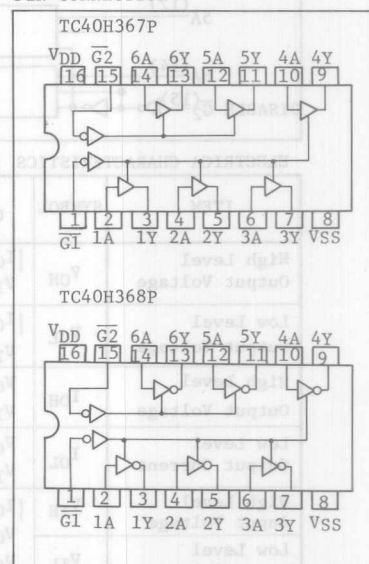 TC40H367P
VDD G2 6A 6Y 5A 5Y 4A 4Y
16 15 14 13 12 11 10 9
1 2 3 4 5 6 7 8
G1 1A 1Y 2A 2Y 3A 3Y VSS
TC40H368P
VDD G2 6A 6Y 5A 5Y 4A 4Y
16 15 14 13 12 11 10 9
1 2 3 4 5 6 7 8
G1 1A 1Y 2A 2Y 3A 3Y VSS